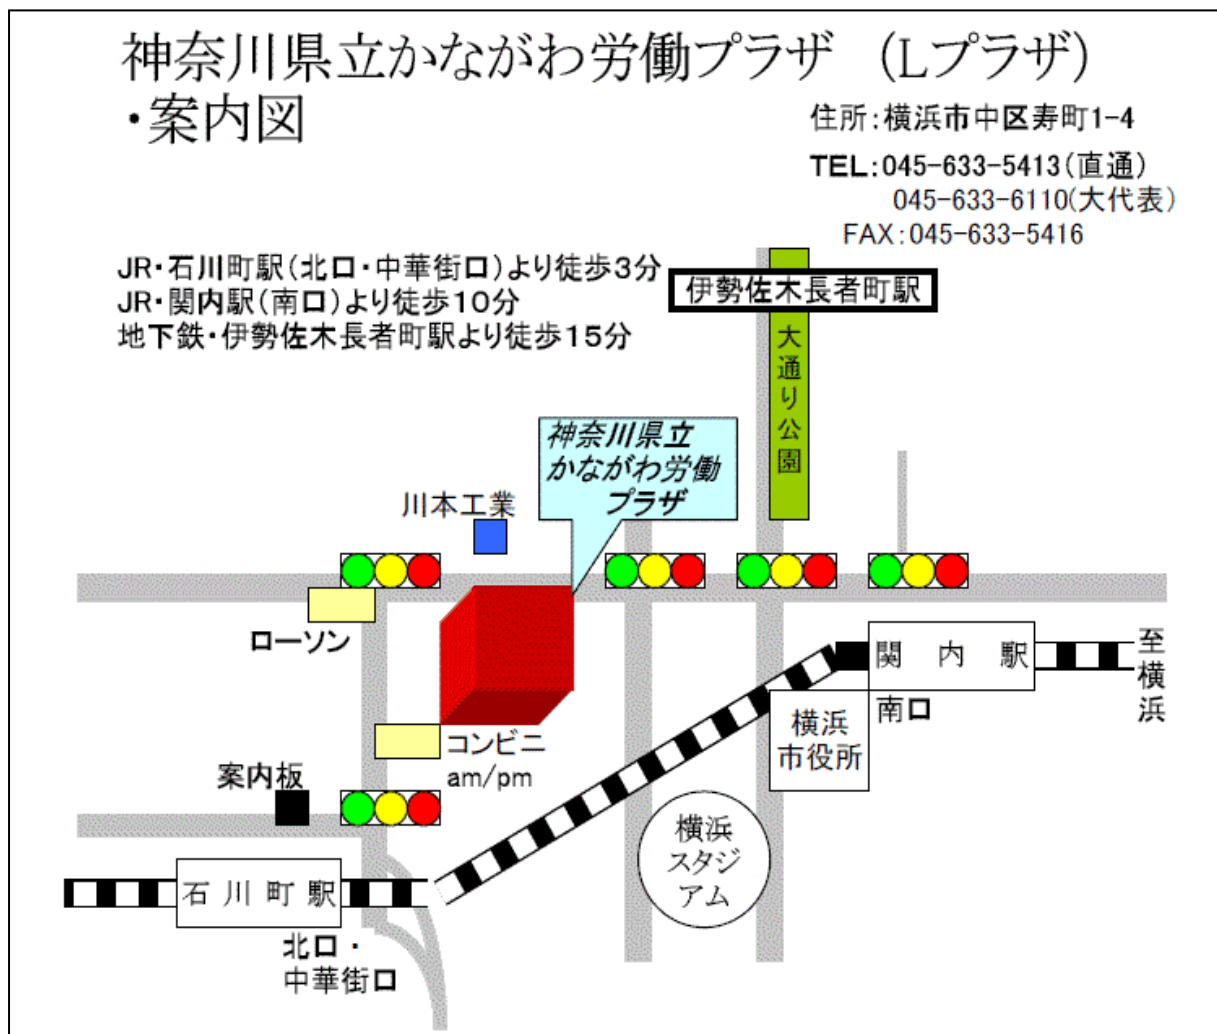 神奈川県立かながわ労働プラザ (Lプラザ)
・案内図
住所:横浜市中区寿町1-4
TEL:045-633-5413(直通)
045-633-6110(大代表)
FAX:045-633-5416
JR・石川町駅(北口・中華街口)より徒歩3分
JR・関内駅(南口)より徒歩10分
地下鉄・伊勢佐木長者町駅より徒歩15分
伊勢佐木長者町駅
大通り公園
神奈川県立
かながわ労働
プラザ
川本工業
ローソン
関内駅
至横浜
南口
横浜
市役所
コンビニ
am/pm
案内板
横浜
スタジ
アム
石川町駅
北口・
中華街口